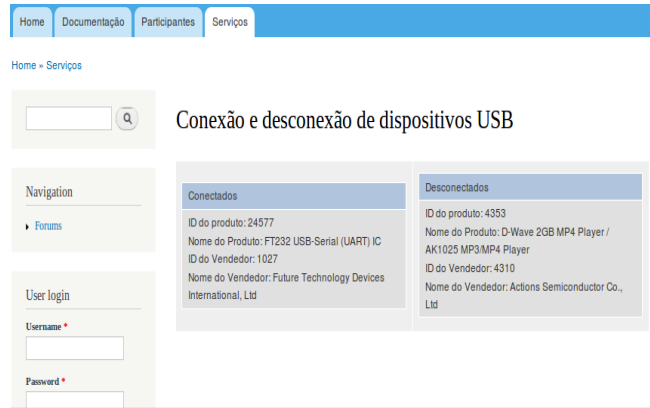 Home Documentação Participantes Serviços
Home » Serviços
Conexão e desconexão de dispositivos USB
Navigation
Forums
User login
Username *
Password *
Conectados
ID do produto: 24577
Nome do Produto: FT232 USB-Serial (UART) IC
ID do Vendedor: 1027
Nome do Vendedor: Future Technology Devices
International, Ltd
Desconectados
ID do produto: 4353
Nome do Produto: D-Wave 2GB MP4 Player /
AK1025 MP3/MP4 Player
ID do Vendedor: 4310
Nome do Vendedor: Actions Semiconductor Co.,
Ltd